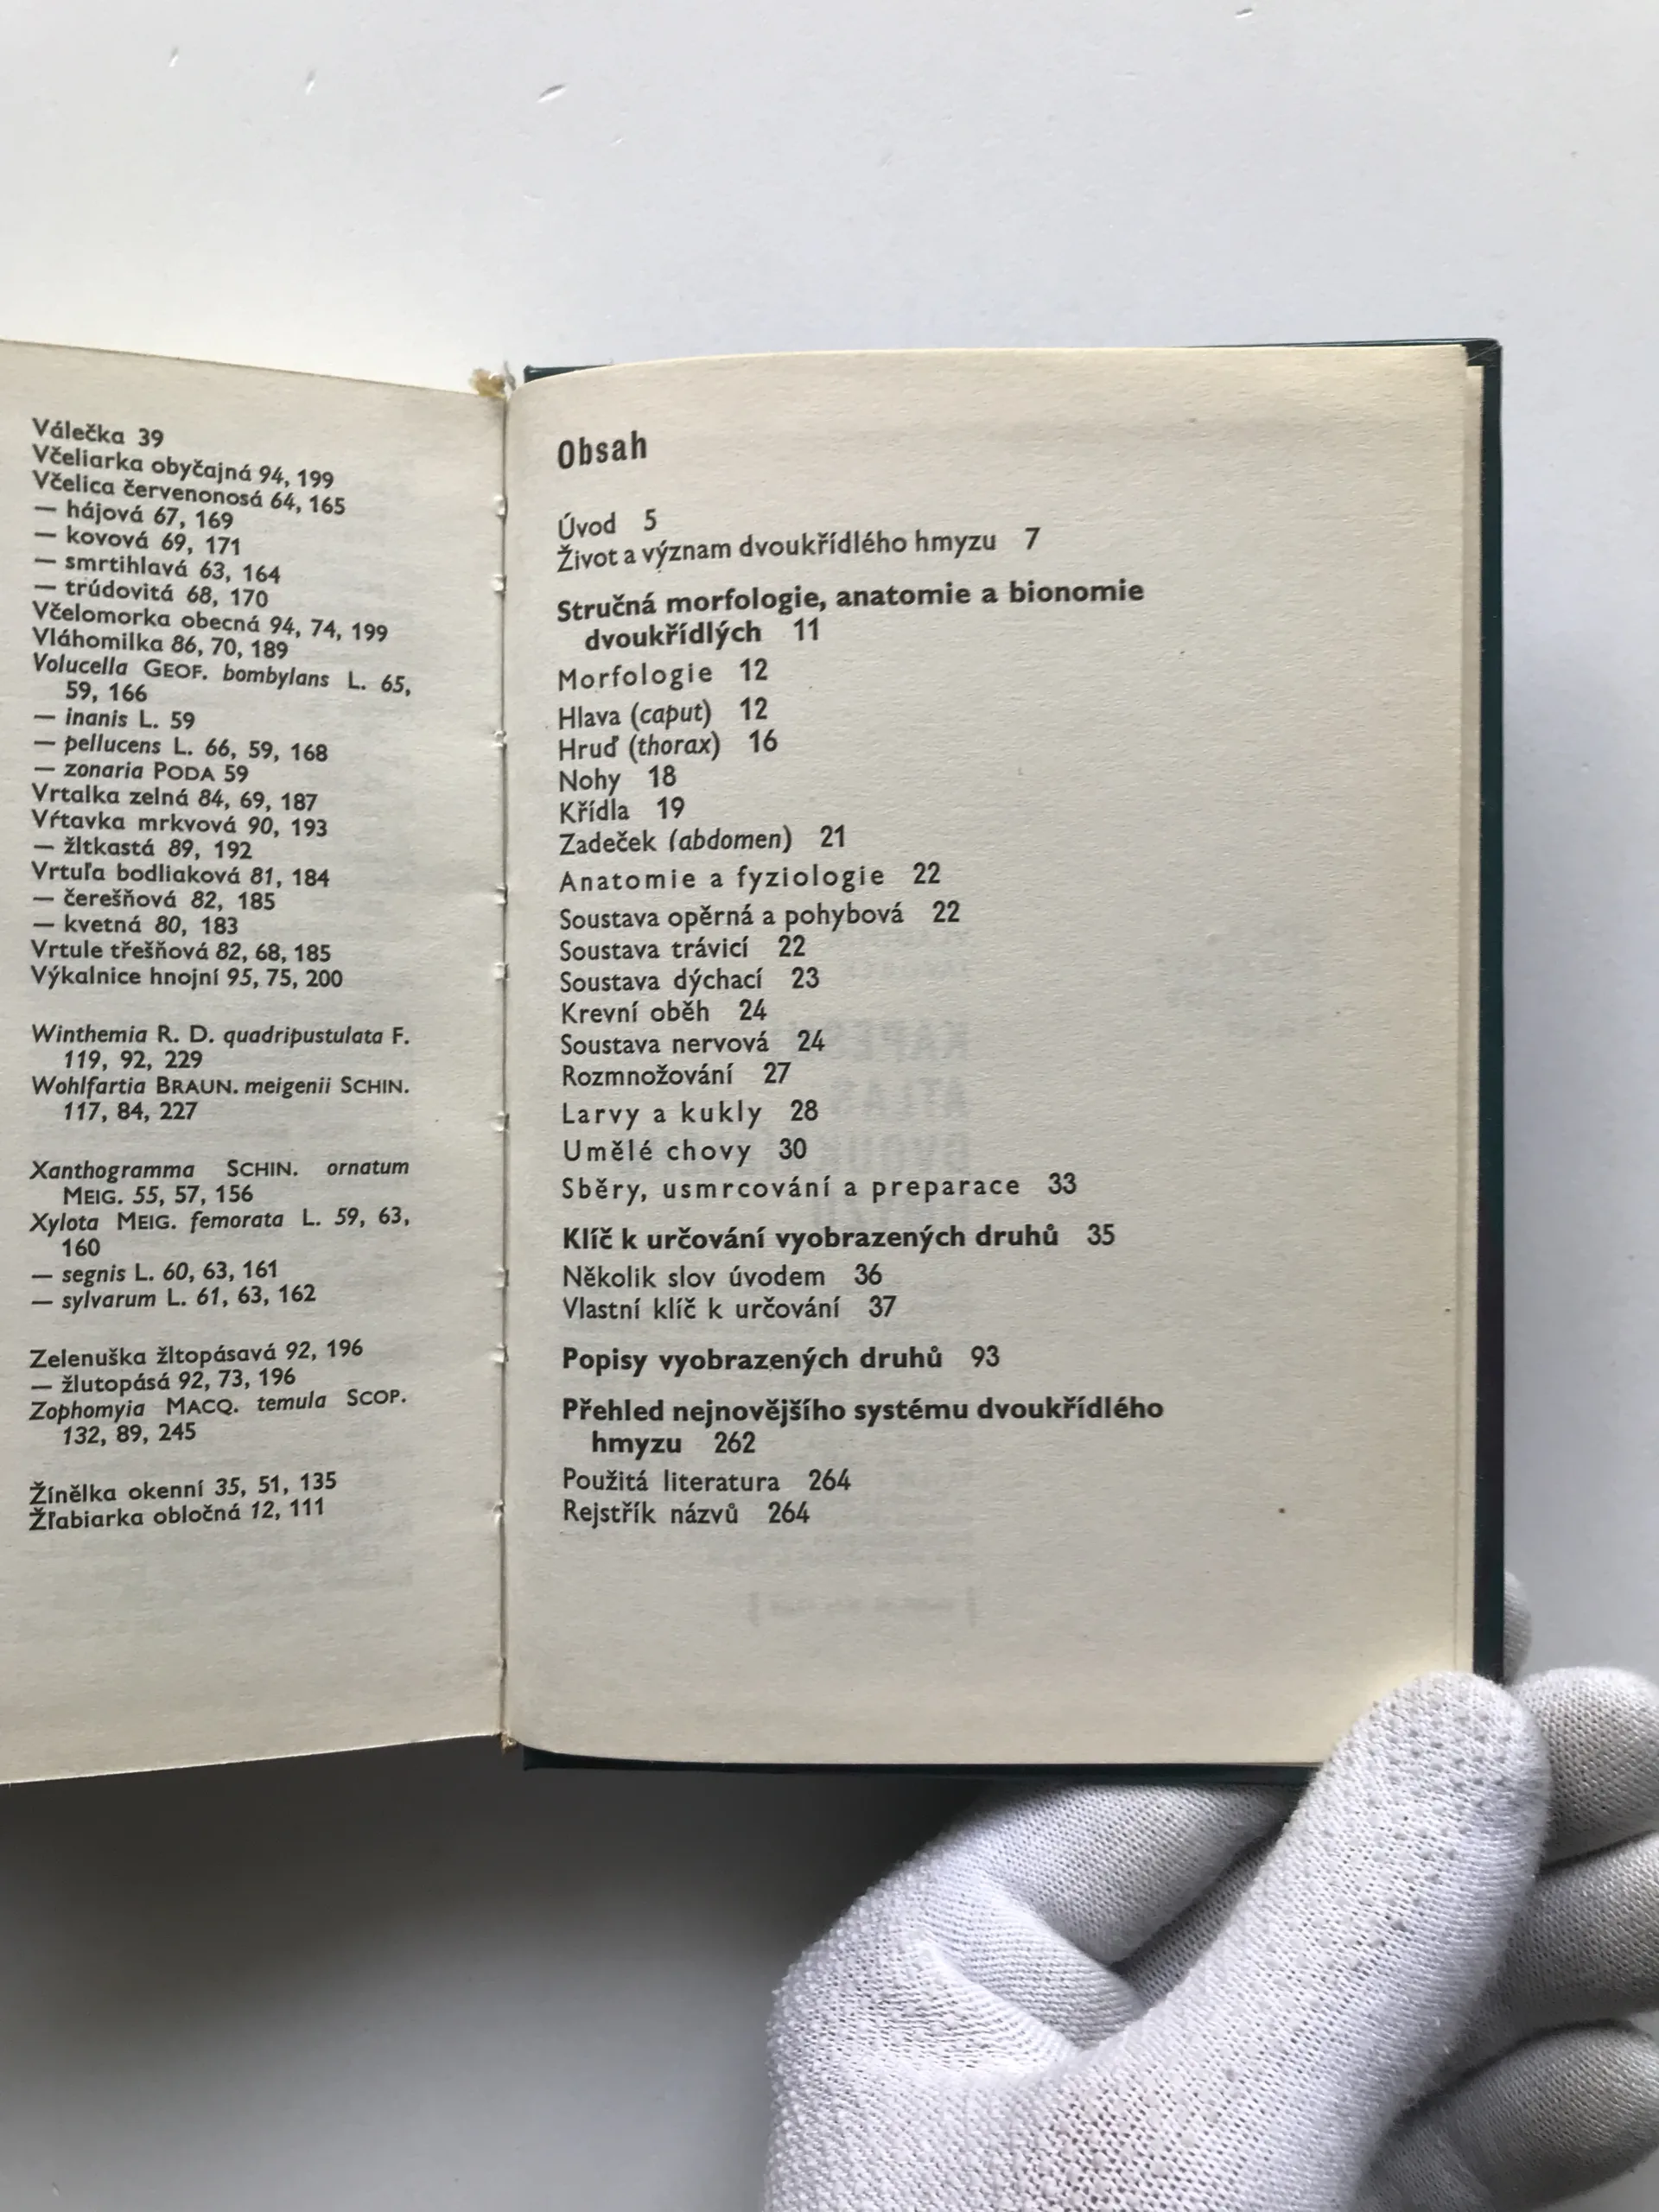 Válečka 39
Včeliarka obyčajná 94, 199
Včelica červenonosá 64, 165
— hájová 67, 169
— kovová 69, 171
— smrtihlavá 63, 164
— trúdovitá 68, 170
Včelomorka obecná 94, 74, 199
Vláhomilka 86, 70, 189
Volucella GEOF. bombylans L. 65,
59, 166
— inanis L. 59
— pellucens L. 66, 59, 168
— zonaria PODA 59
Vrtalka zelná 84, 69, 187
Vŕtavka mrkvová 90, 193
— žltkastá 89, 192
Vrtuľa bodliaková 81, 184
— čerešňová 82, 185
— kvetná 80, 183
Vrtule třešňová 82, 68, 185
Výkalnice hnojní 95, 75, 200
Winthemia R. D. quadripustulata F.
119, 92, 229
Wohlfartia BRAUN. meigenii SCHIN.
117, 84, 227
Xanthogramma SCHIN. ornatum
MEIG. 55, 57, 156
Xylota MEIG. femorata L. 59, 63,
160
— segnis L. 60, 63, 161
— sylvarum L. 61, 63, 162
Zelenuška žltopásavá 92, 196
— žlutopásá 92, 73, 196
Zophomyia MACQ. temula SCOP.
132, 89, 245
Žínělka okenní 35, 51, 135
Žľabiarka obločná 12, 111
Obsah
Úvod 5
Život a význam dvoukřídlého hmyzu 7
Stručná morfologie, anatomie a bionomie
dvoukřídlých 11
Morfologie 12
Hlava (caput) 12
Hruď (thorax) 16
Nohy 18
Křídla 19
Zadeček (abdomen) 21
Anatomie a fyziologie 22
Soustava opěrná a pohybová 22
Soustava trávicí 22
Soustava dýchací 23
Krevní oběh 24
Soustava nervová 24
Rozmnožování 27
Larvy a kukly 28
Umělé chovy 30
Sběry, usmrcování a preparace 33
Klíč k určování vyobrazených druhů 35
Několik slov úvodem 36
Vlastní klíč k určování 37
Popisy vyobrazených druhů 93
Přehled nejnovějšího systému dvoukřídlého
hmyzu 262
Použitá literatura 264
Rejstřík názvů 264